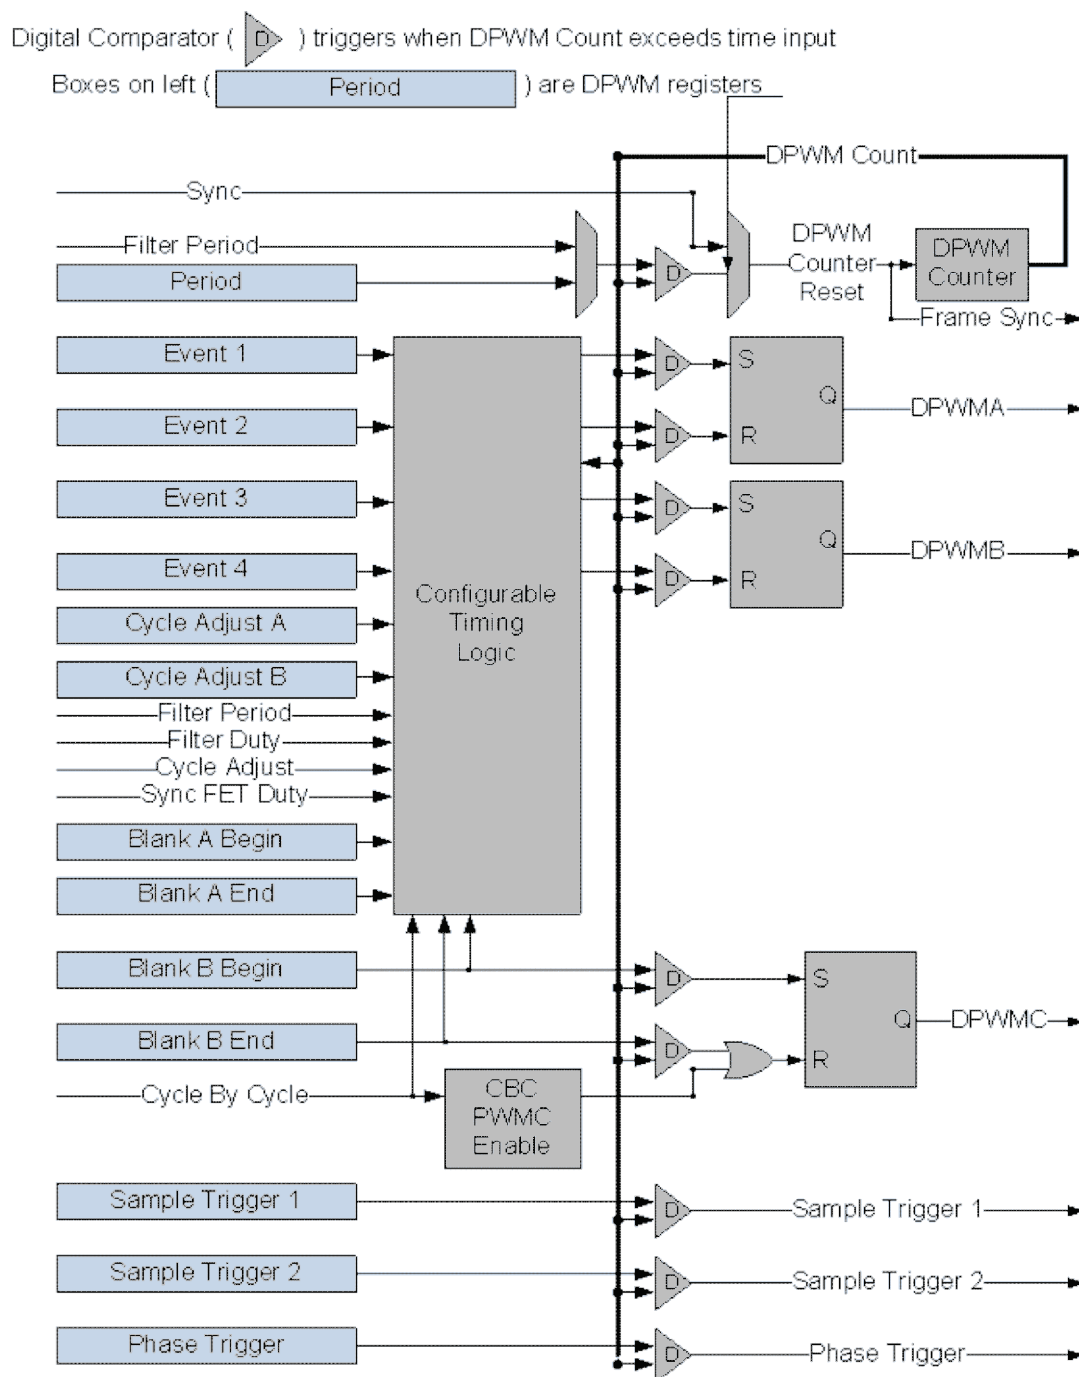 Digital Comparator ( D ) triggers when DPWM Count exceeds time input
Boxes on left ( Period ) are DPWM registers
DPWM Count
Sync
Filter Period
Period
D
DPWM
Counter
Reset
DPWM
Counter
Frame Sync
Event 1
D
S
Q
DPWMA
Event 2
D
R
Event 3
D
S
Q
DPWMB
Event 4
D
R
Configurable
Timing
Logic
Cycle Adjust A
Cycle Adjust B
Filter Period
Filter Duty
Cycle Adjust
Sync FET Duty
Blank A Begin
Blank A End
Blank B Begin
D
S
Q
DPWMC
Blank B End
D
R
Cycle By Cycle
CBC
PWMC
Enable
Sample Trigger 1
D
Sample Trigger 1
Sample Trigger 2
D
Sample Trigger 2
Phase Trigger
D
Phase Trigger